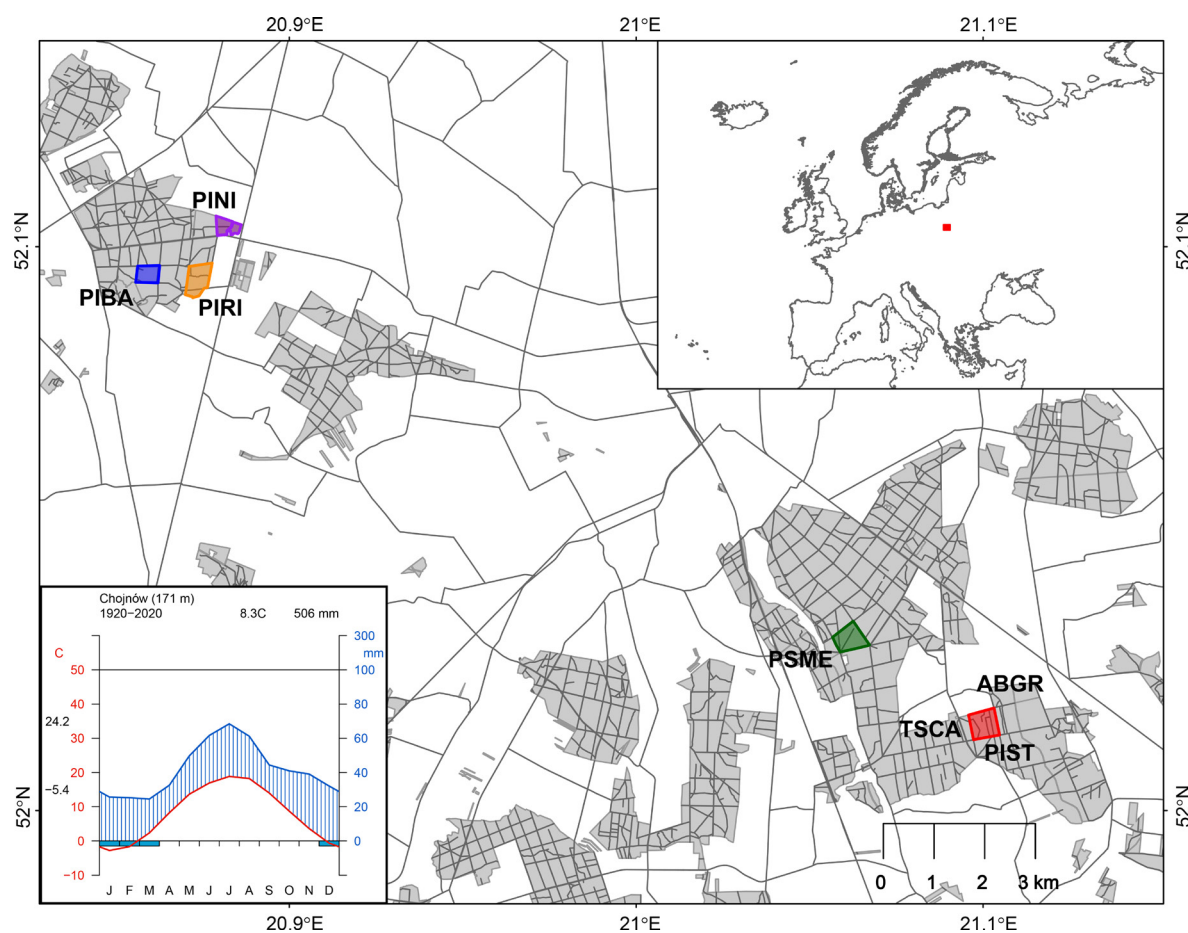 20.9°E
21°E
21.1°E
52.1°N
52.1°N
PINI
PIBA
PIRI
PSME
ABGR
TSCA
PIST
52°N
52°N
0 1 2 3 km
Chojnów (171 m)
1920−2020 8.3C 506 mm
C
300
mm
50
100
40
80
24.2
30
60
20
40
−5.4
10
20
0
0
−10
J F M A M J J A S O N D
20.9°E
21°E
21.1°E